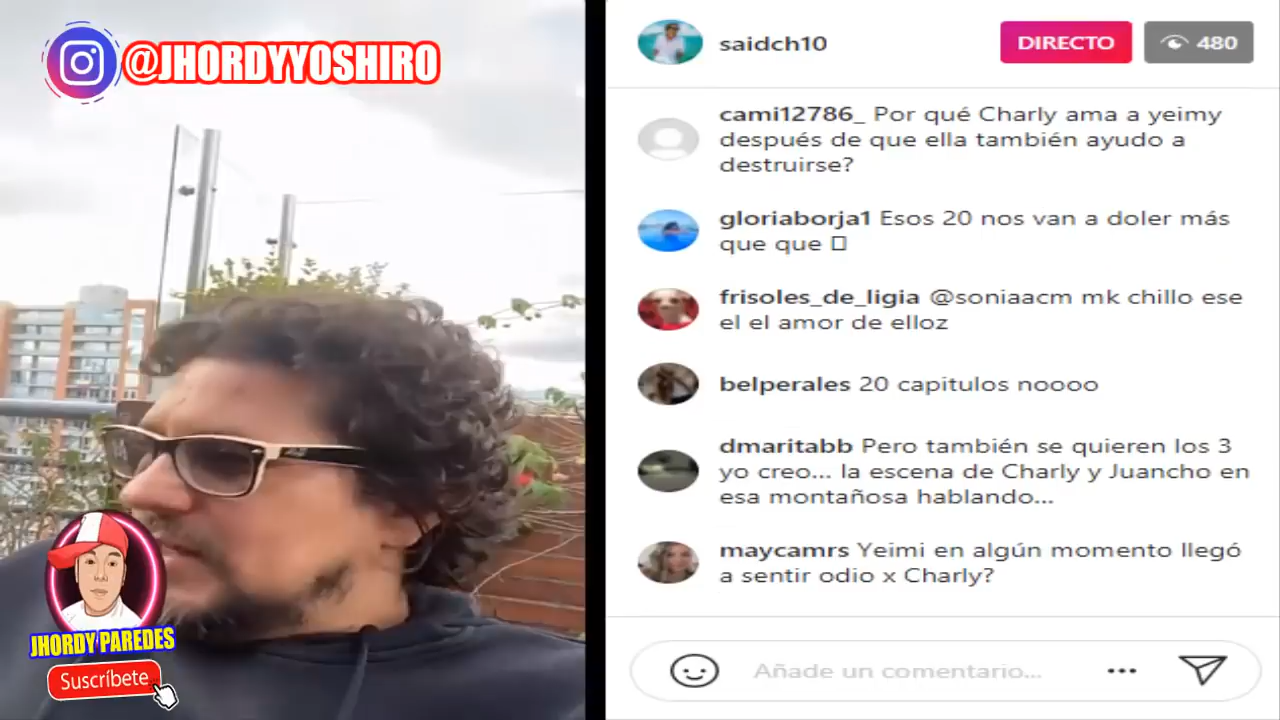 @JHORDYYOSHIRO
saidch10
DIRECTO
480
cami12786_ Por qué Charly ama a yeimy
después de que ella también ayudo a
destruirse?
gloriaborja1 Esos 20 nos van a doler más
que que
frisoles_de_ligia @soniaacm mk chillo ese
el el amor de elloz
belperales 20 capitulos noooo
dmaritabb Pero también se quieren los 3
yo creo... la escena de Charly y Juancho en
esa montañosa hablando...
maycamrs Yeimi en algún momento llegó
a sentir odio x Charly?
Añade un comentario...
JHORDY PAREDES
Suscríbete